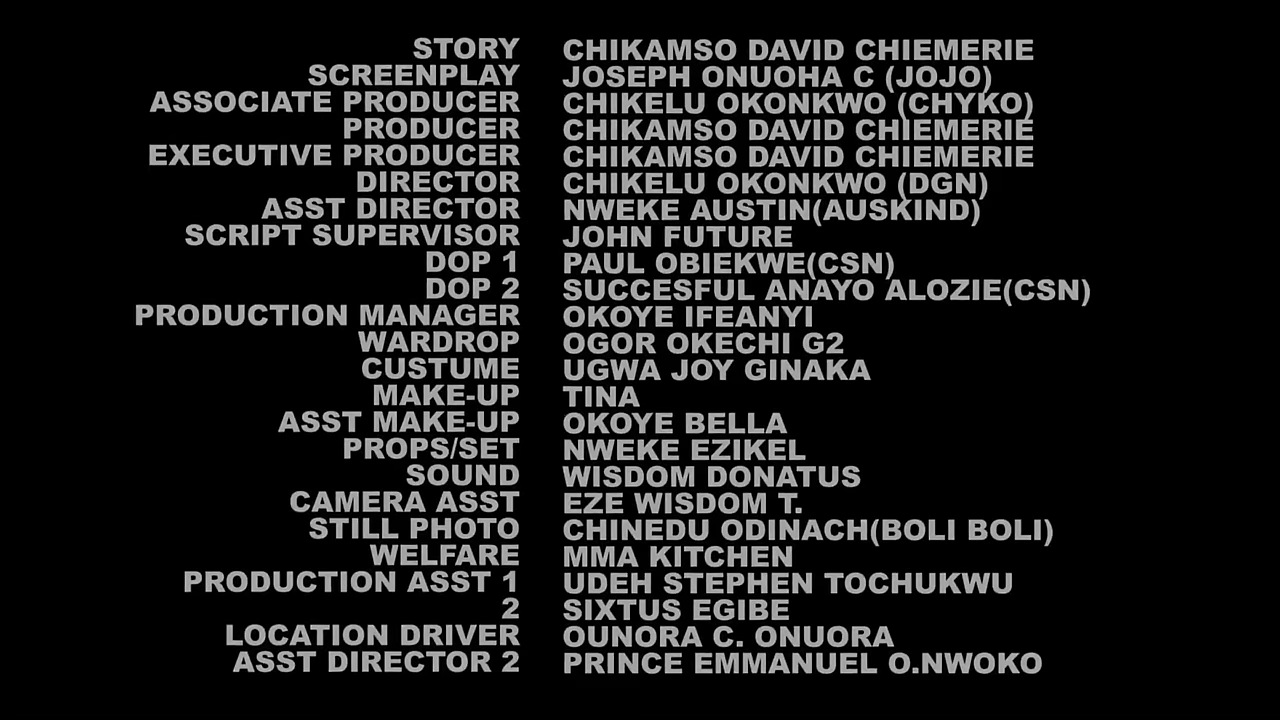 STORY CHIKAMSO DAVID CHIEMERIE
SCREENPLAY JOSEPH ONUOHA C (JOJO)
ASSOCIATE PRODUCER CHIKELU OKONKWO (CHYKO)
PRODUCER CHIKAMSO DAVID CHIEMERIE
EXECUTIVE PRODUCER CHIKAMSO DAVID CHIEMERIE
DIRECTOR CHIKELU OKONKWO (DGN)
ASST DIRECTOR NWEKE AUSTIN(AUSKIND)
SCRIPT SUPERVISOR JOHN FUTURE
DOP 1 PAUL OBIEKWE(CSN)
DOP 2 SUCCESFUL ANAYO ALOZIE(CSN)
PRODUCTION MANAGER OKOYE IFEANYI
WARDROP OGOR OKECHI G2
CUSTUME UGWA JOY GINAKA
MAKE-UP TINA
ASST MAKE-UP OKOYE BELLA
PROPS/SET NWEKE EZIKEL
SOUND WISDOM DONATUS
CAMERA ASST EZE WISDOM T.
STILL PHOTO CHINEDU ODINACH(BOLI BOLI)
WELFARE MMA KITCHEN
PRODUCTION ASST 1 UDEH STEPHEN TOCHUKWU
2 SIXTUS EGIBE
LOCATION DRIVER OUNORA C. ONUORA
ASST DIRECTOR 2 PRINCE EMMANUEL O.NWOKO